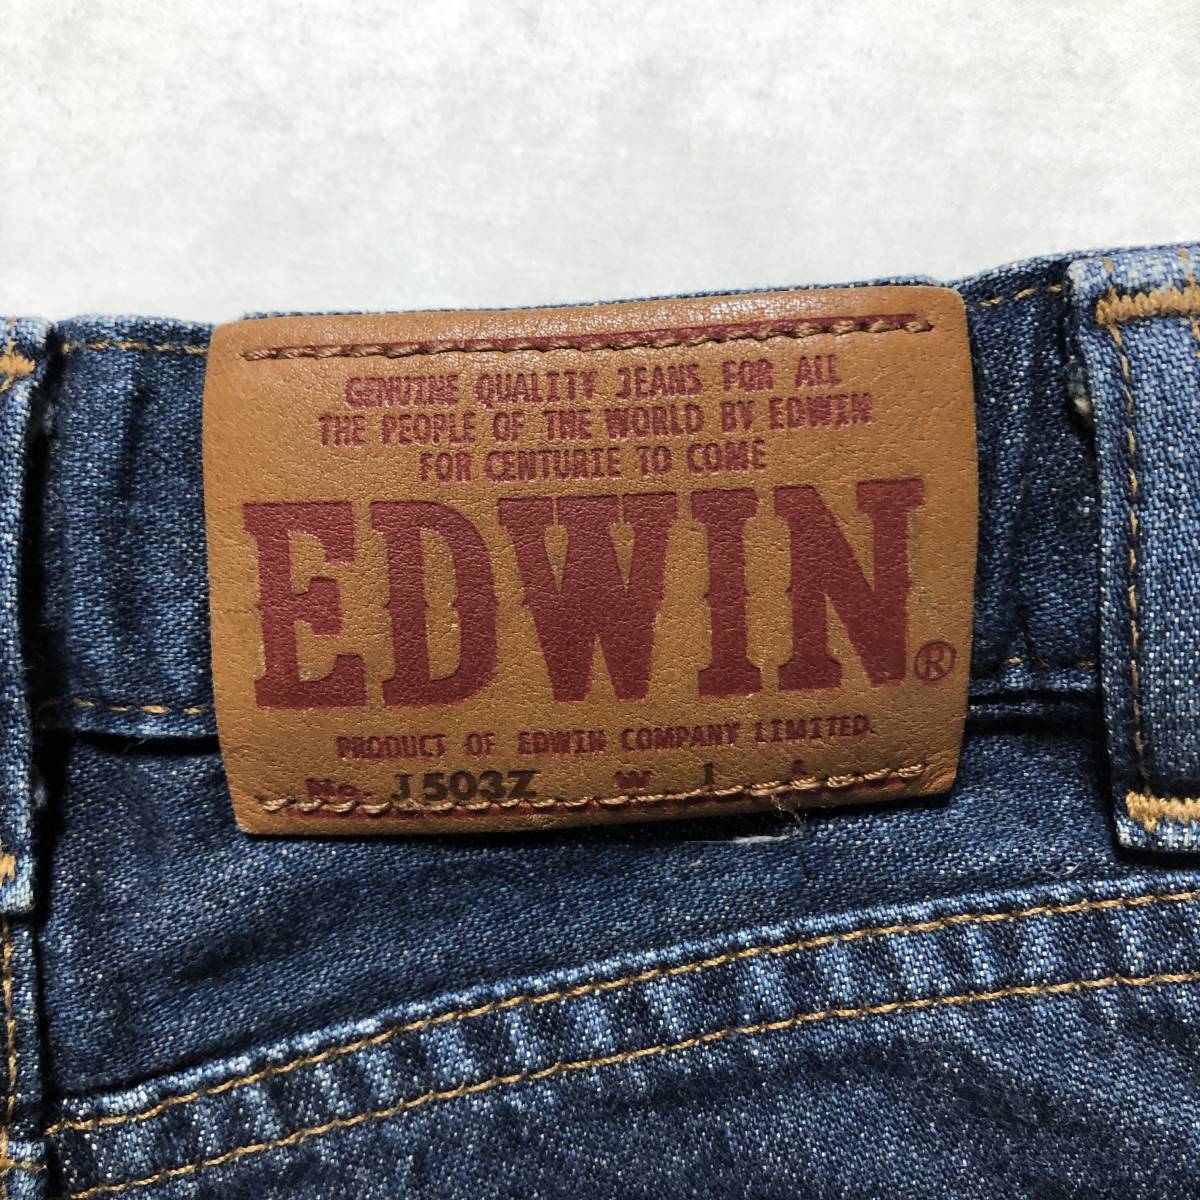 GENUINE QUALITY JEANS FOR ALL
THE PEOPLE OF THE WORLD BY EDWIN
FOR CENTURIE TO COME
EDWIN®
PRODUCT OF EDWIN COMPANY LIMITED.
No. J503Z W L